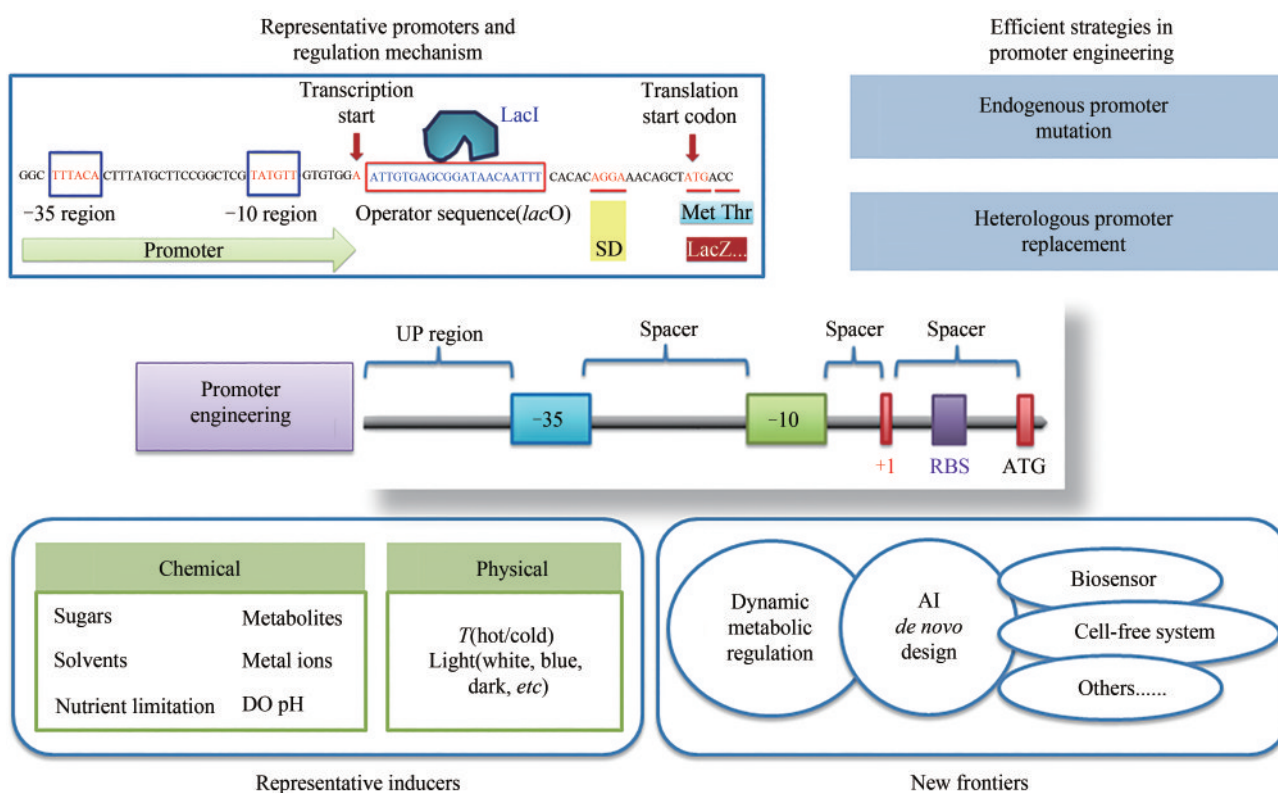 Representative promoters and
regulation mechanism
Efficient strategies in
promoter engineering
Transcription
start
LacI
Translation
start codon
GGC TTTACA CTTTATGCTTCCGGCTCG TATGTT GTGTGGA ATTGTGAGCGGATAACAATTT CACACAGGAAACAGCTATGACC
−35 region
−10 region
Operator sequence(lacO)
Met Thr
Promoter
SD
LacZ...
Endogenous promoter
mutation
Heterologous promoter
replacement
Promoter
engineering
UP region
Spacer
Spacer
Spacer
−35
−10
+1
RBS
ATG
Chemical
Sugars
Metabolites
Solvents
Metal ions
Nutrient limitation
DO pH
Physical
T(hot/cold)
Light(white, blue,
dark, etc)
Representative inducers
Dynamic
metabolic
regulation
AI
de novo
design
Biosensor
Cell-free system
Others......
New frontiers